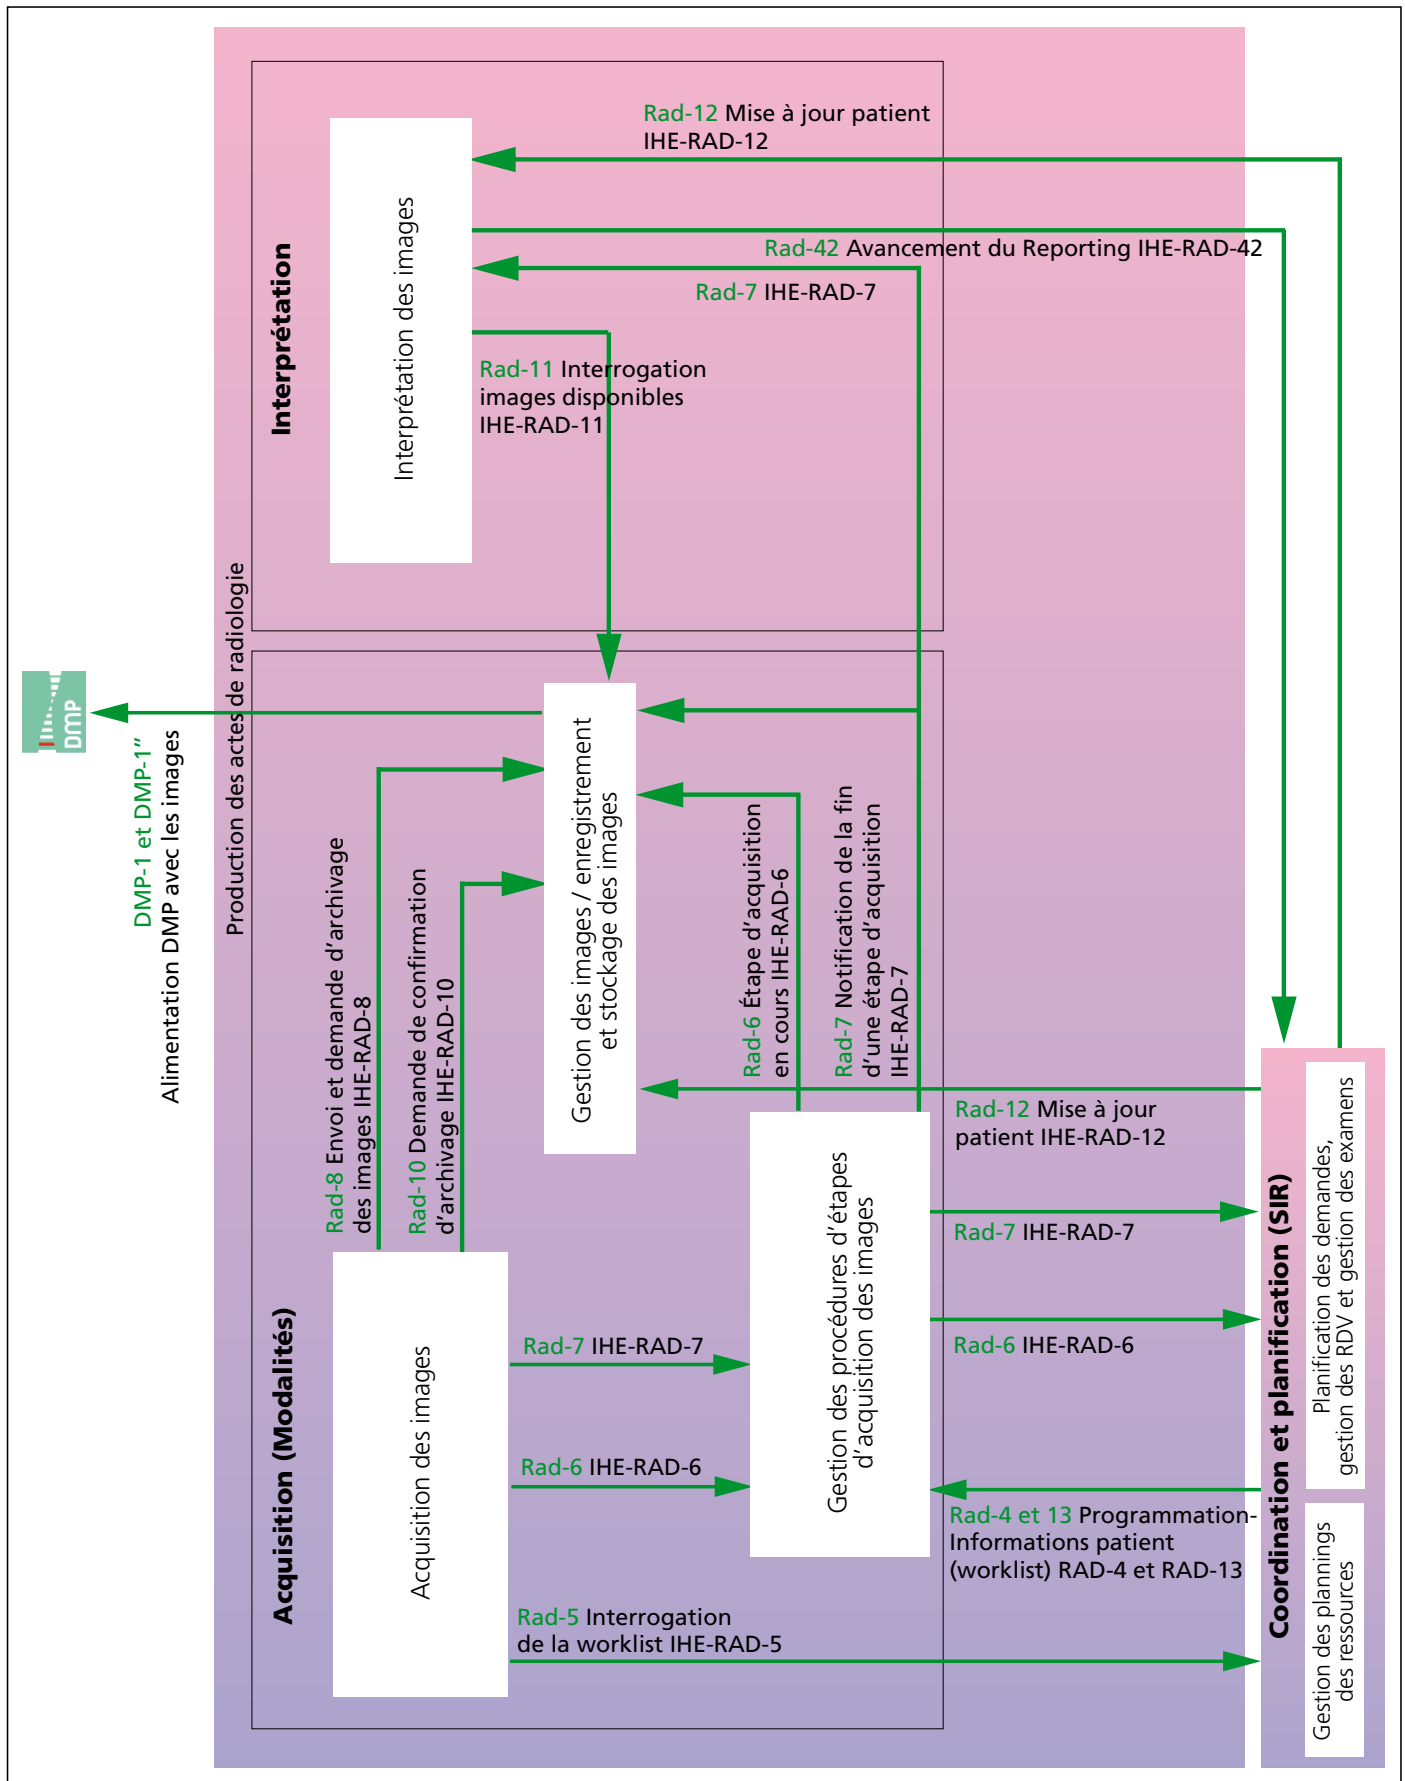 Rad-12 Mise à jour patient
IHE-RAD-12
Rad-42 Avancement du Reporting IHE-RAD-42
Rad-7 IHE-RAD-7
Interprétation
Interprétation des images
Rad-11 Interrogation
images disponibles
IHE-RAD-11
Production des actes de radiologie
DMP
DMP-1 et DMP-1”
Alimentation DMP avec les images
Gestion des images / enregistrement
et stockage des images
Rad-8 Envoi et demande d’archivage
des images IHE-RAD-8
Rad-10 Demande de confirmation
d’archivage IHE-RAD-10
Rad-6 Étape d’acquisition
en cours IHE-RAD-6
Rad-7 Notification de la fin
d’une étape d’acquisition
IHE-RAD-7
Rad-12 Mise à jour
patient IHE-RAD-12
Acquisition (Modalités)
Acquisition des images
Rad-7 IHE-RAD-7
Rad-6 IHE-RAD-6
Gestion des procédures d’étapes
d’acquisition des images
Rad-7 IHE-RAD-7
Rad-6 IHE-RAD-6
Rad-4 et 13 Programmation-
Informations patient
(worklist) RAD-4 et RAD-13
Rad-5 Interrogation
de la worklist IHE-RAD-5
Coordination et planification (SIR)
Planification des demandes,
gestion des RDV et gestion des examens
Gestion des plannings
des ressources